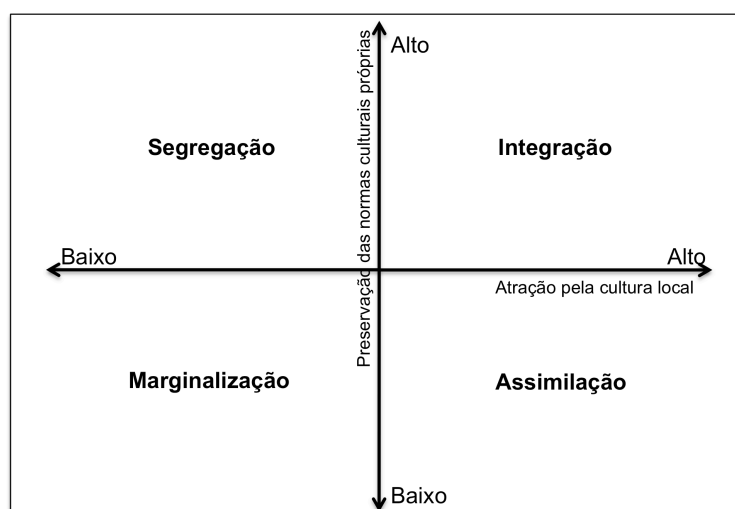 Alto
Preservação das normas culturais próprias
Segregação
Integração
Baixo
Alto
Atração pela cultura local
Marginalização
Assimilação
Baixo